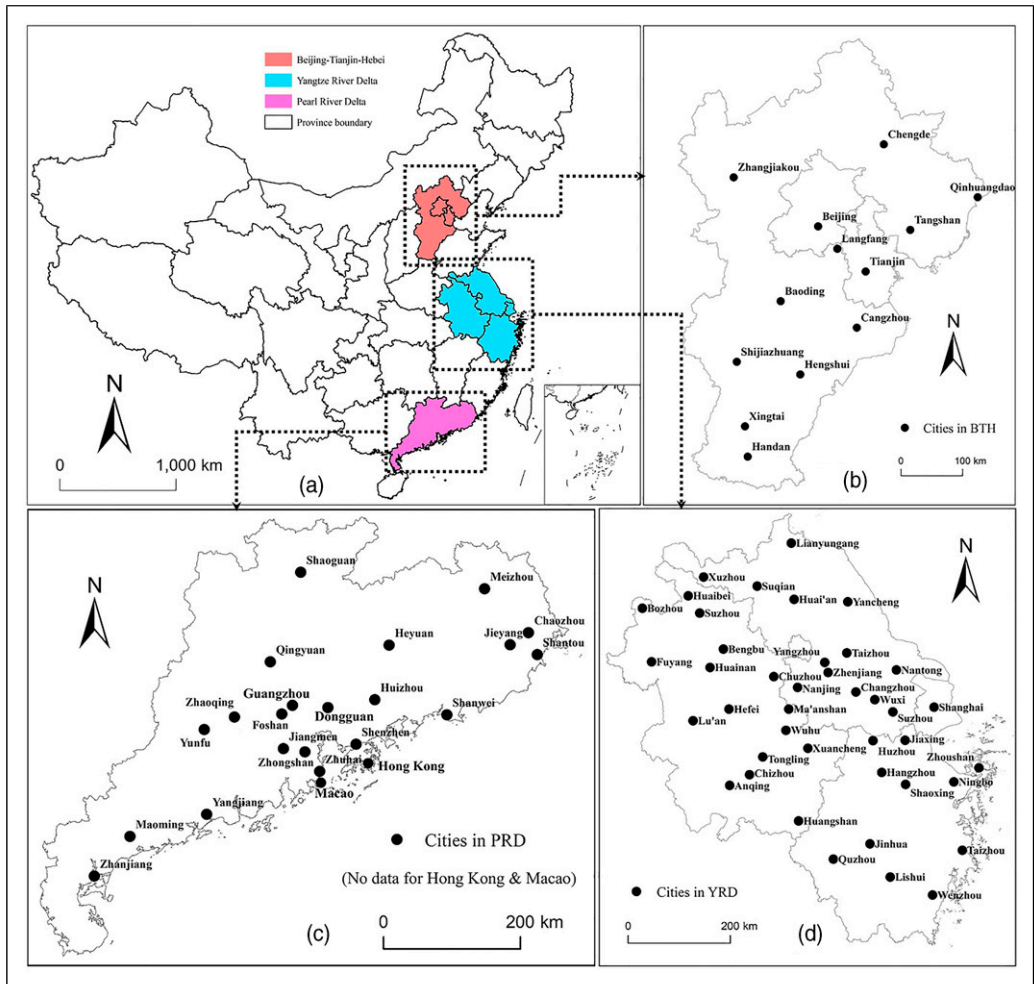 Beijing-Tianjin-Hebei
Yangtze River Delta
Pearl River Delta
Province boundary
N
0 1,000 km
(a)
Chengde
Zhangjiakou
Qinhuangdao
Beijing
Tangshan
Langfang
Tianjin
Baoding
Cangzhou
N
Shijiazhuang
Hengshui
Xingtai
Cities in BTH
Handan
0 100 km
(b)
N
Shaoguan
Meizhou
Chaozhou
Jieyang
Heyuan
Shantou
Qingyuan
Guangzhou
Huizhou
Zhaoqing
Dongguan
Shanwei
Foshan
Yunfu
Jiangmen
Shenzhen
Zhongshan
Zhuhai
Hong Kong
Macao
Yangjiang
Maoming
Cities in PRD
Zhanjiang
(No data for Hong Kong & Macao)
0 200 km
(c)
Lianyungang
N
Xuzhou
Suqian
Huaibei
Huai'an
Yancheng
Bozhou
Suzhou
Bengbu
Yangzhou
Taizhou
Fuyang
Huainan
Zhenjiang
Nantong
Chuzhou
Nanjing
Changzhou
Wuxi
Hefei
Ma'anshan
Shanghai
Lu'an
Suzhou
Wuhu
Xuancheng
Huzhou
Jiaxing
Tongling
Zhoushan
Chizhou
Hangzhou
Anqing
Shaoxing
Ningbo
Huangshan
Jinhua
Taizhou
Quzhou
Lishui
Cities in YRD
Wenzhou
0 200 km
(d)